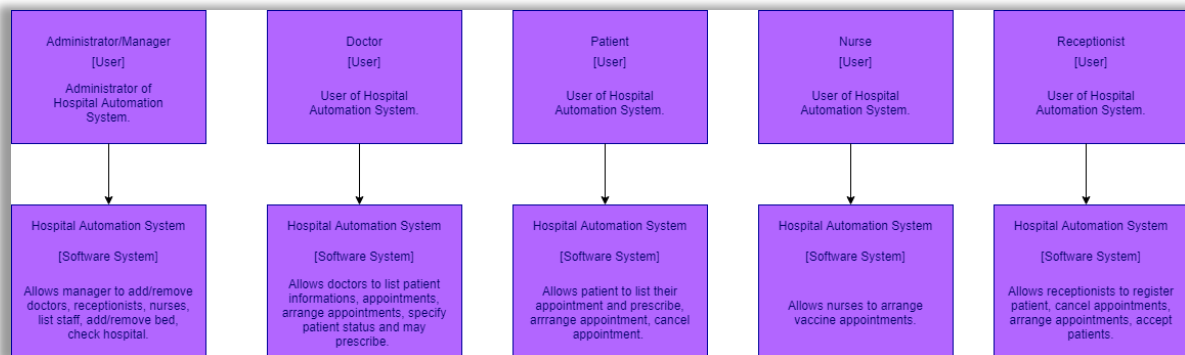 Administrator/Manager
[User]
Administrator of
Hospital Automation
System.
Doctor
[User]
User of Hospital
Automation System.
Patient
[User]
User of Hospital
Automation System.
Nurse
[User]
User of Hospital
Automation System.
Receptionist
[User]
User of Hospital
Automation System.
Hospital Automation System
[Software System]
Allows manager to add/remove
doctors, receptionists, nurses,
list staff, add/remove bed,
check hospital.
Hospital Automation System
[Software System]
Allows doctors to list patient
informations, appointments,
arrange appointments, specify
patient status and may
prescribe.
Hospital Automation System
[Software System]
Allows patient to list their
appointment and prescribe,
arrrange appointment, cancel
appointment.
Hospital Automation System
[Software System]
Allows nurses to arrange
vaccine appointments.
Hospital Automation System
[Software System]
Allows receptionists to register
patient, cancel appointments,
arrange appointments, accept
patients.